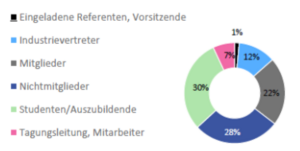 Eingeladene Referenten, Vorsitzende
Industrievertreter
Mitglieder
Nichtmitglieder
Studenten/Auszubildende
Tagungsleitung, Mitarbeiter
1%
12%
22%
28%
30%
7%